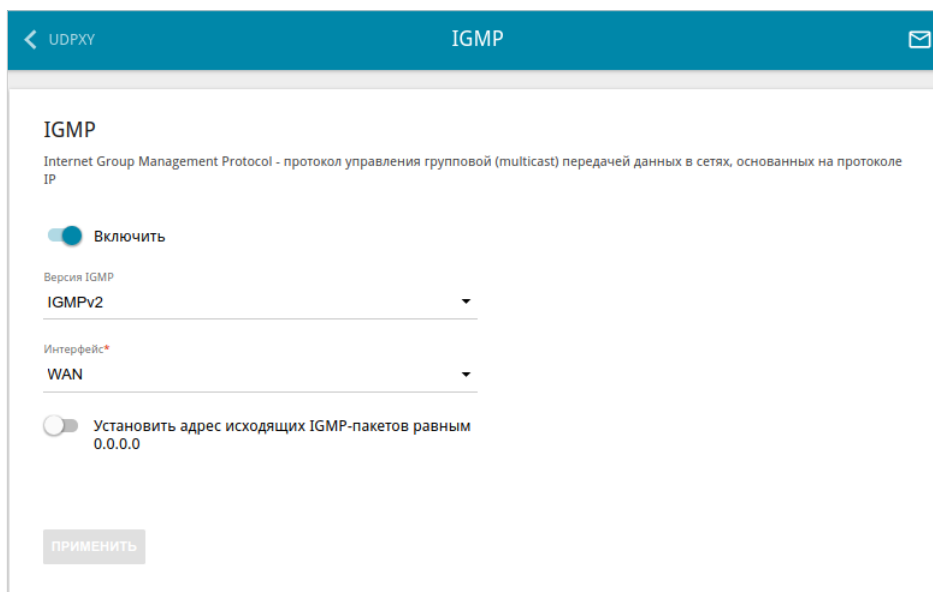 UDPXY
IGMP
IGMP
Internet Group Management Protocol - протокол управления групповой (multicast) передачей данных в сетях, основанных на протоколе
IP
Включить
Версия IGMP
IGMPv2
Интерфейс*
WAN
Установить адрес исходящих IGMP-пакетов равным
0.0.0.0
ПРИМЕНИТЬ